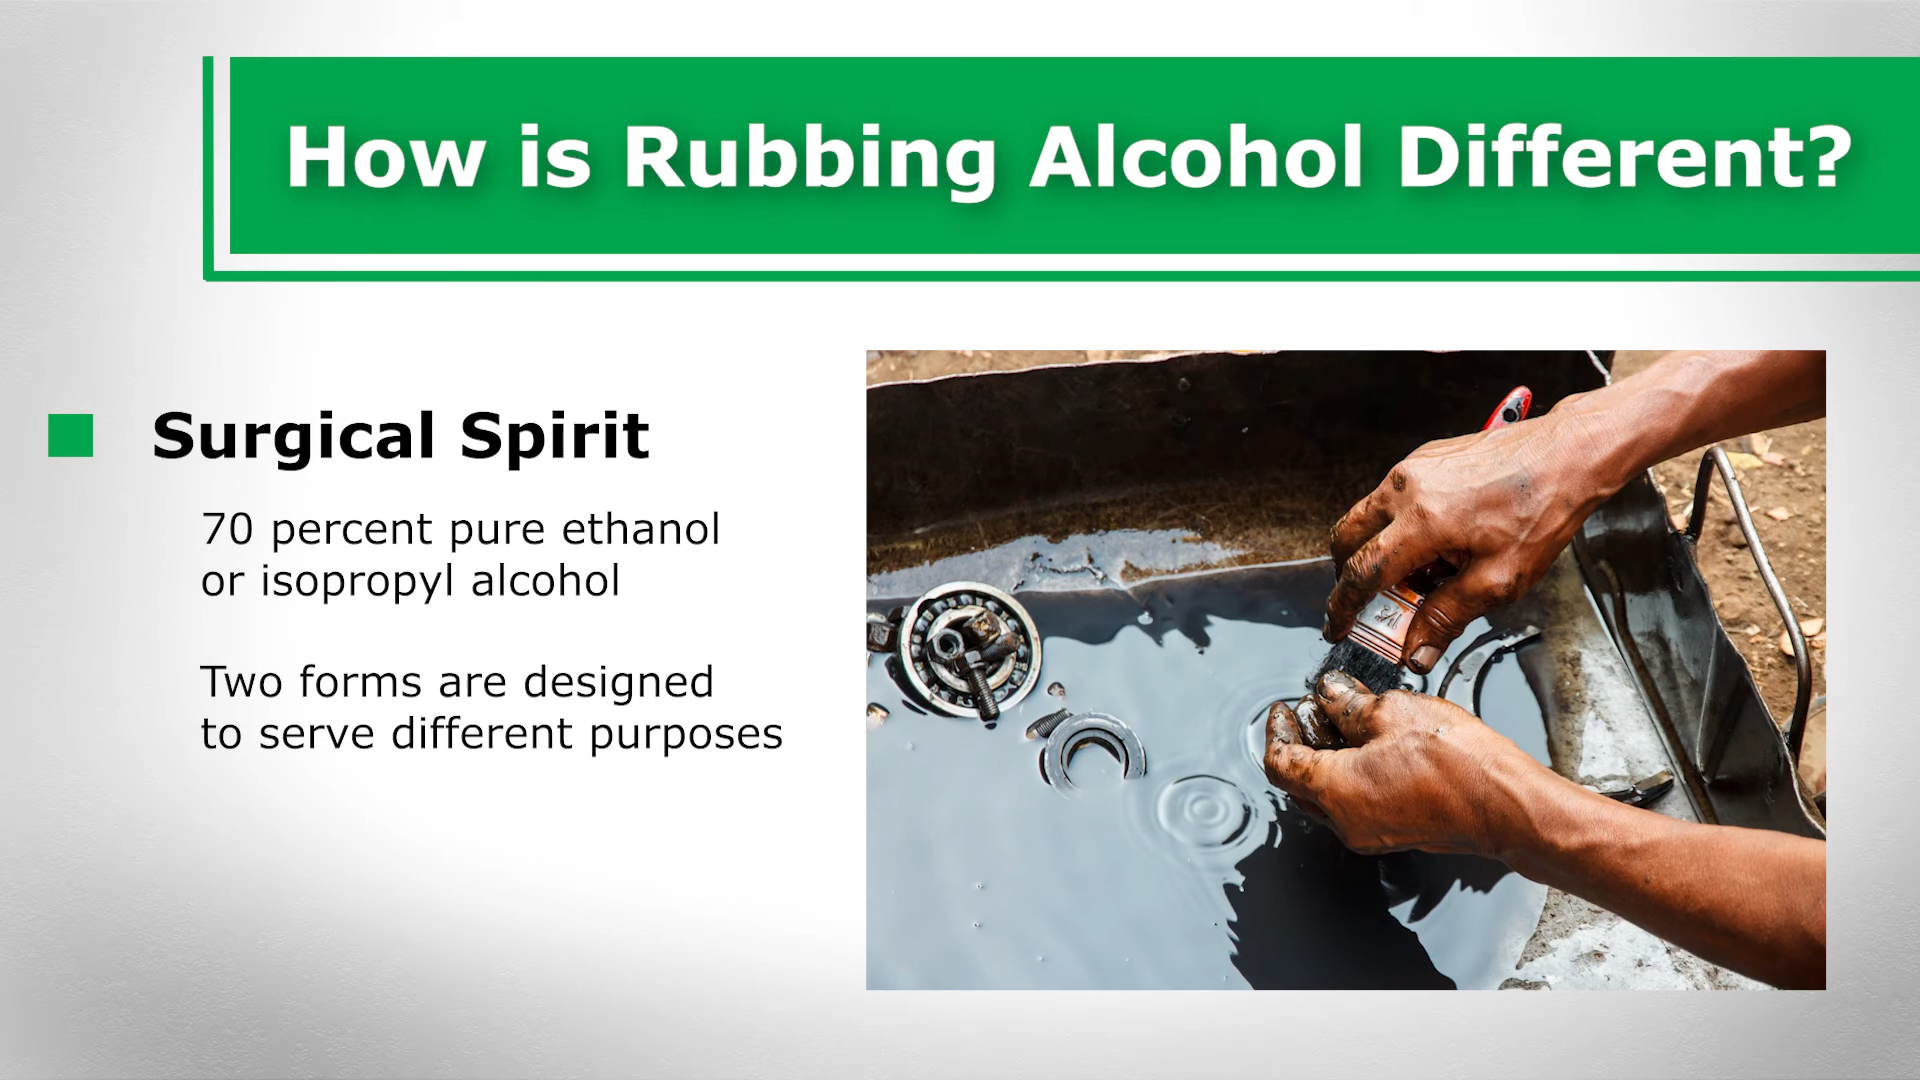 How is Rubbing Alcohol Different?
Surgical Spirit
70 percent pure ethanol
or isopropyl alcohol
Two forms are designed
to serve different purposes